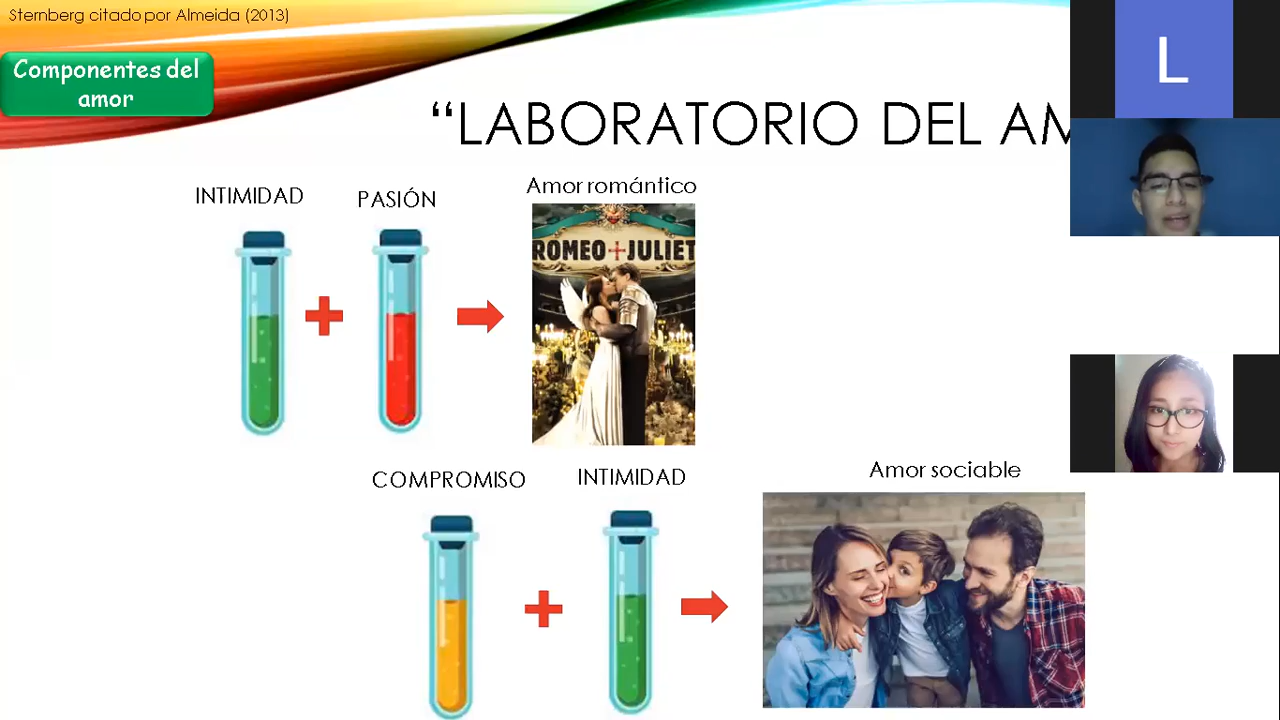 Sternberg citado por Almeida (2013)
Componentes del
amor
“LABORATORIO DEL AM
INTIMIDAD
PASIÓN
Amor romántico
ROMEO+JULIET
COMPROMISO
INTIMIDAD
Amor sociable
L